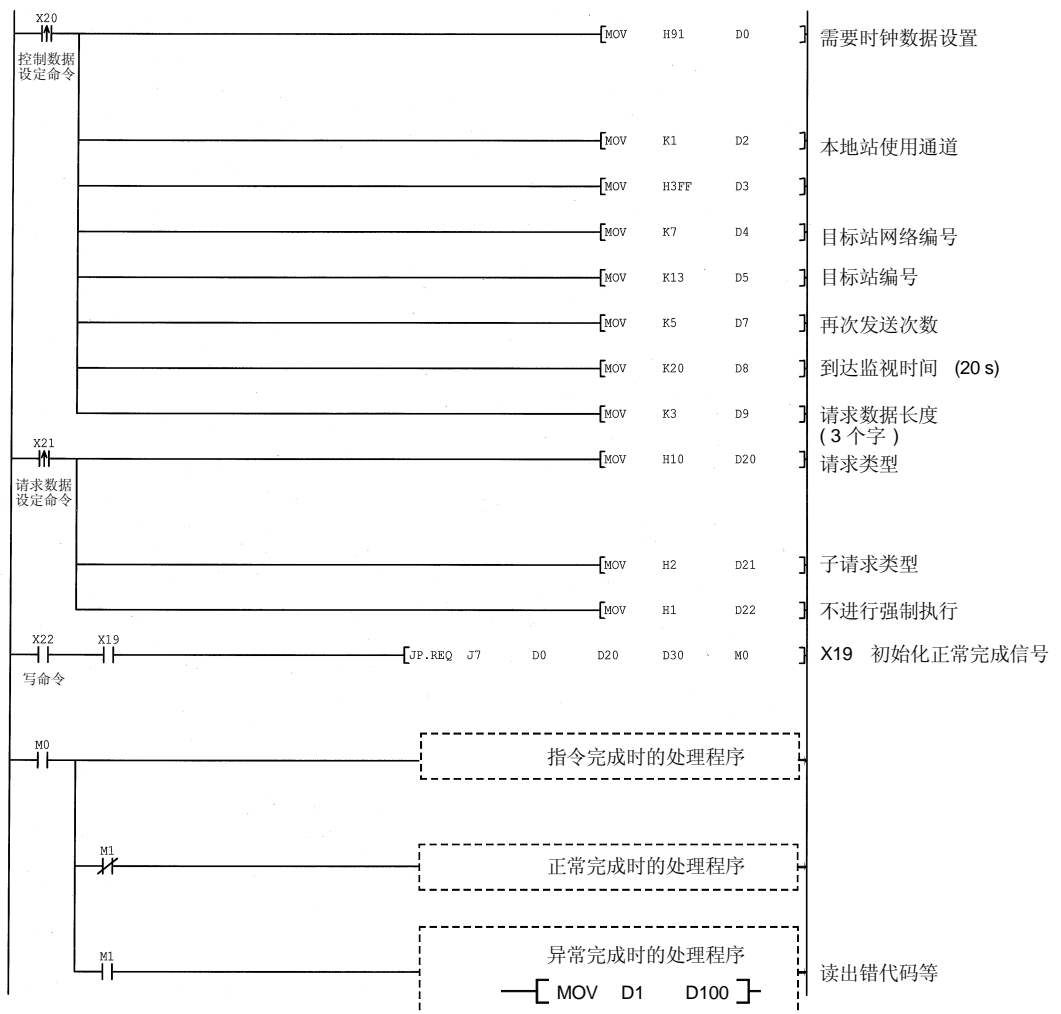 X20
MOV H91 D0 需要时钟数据设置
控制数据
设定命令
MOV K1 D2 本地站使用通道
MOV H3FF D3
MOV K7 D4 目标站网络编号
MOV K13 D5 目标站编号
MOV K5 D7 再次发送次数
MOV K20 D8 到达监视时间 (20 s)
MOV K3 D9 请求数据长度
( 3 个字 )
X21
MOV H10 D20 请求类型
请求数据
设定命令
MOV H2 D21 子请求类型
MOV H1 D22 不进行强制执行
X22 X19
JP.REQ J7 D0 D20 D30 M0 X19 初始化正常完成信号
写命令
M0
指令完成时的处理程序
M1
正常完成时的处理程序
M1
异常完成时的处理程序
读出错代码等
MOV D1 D100